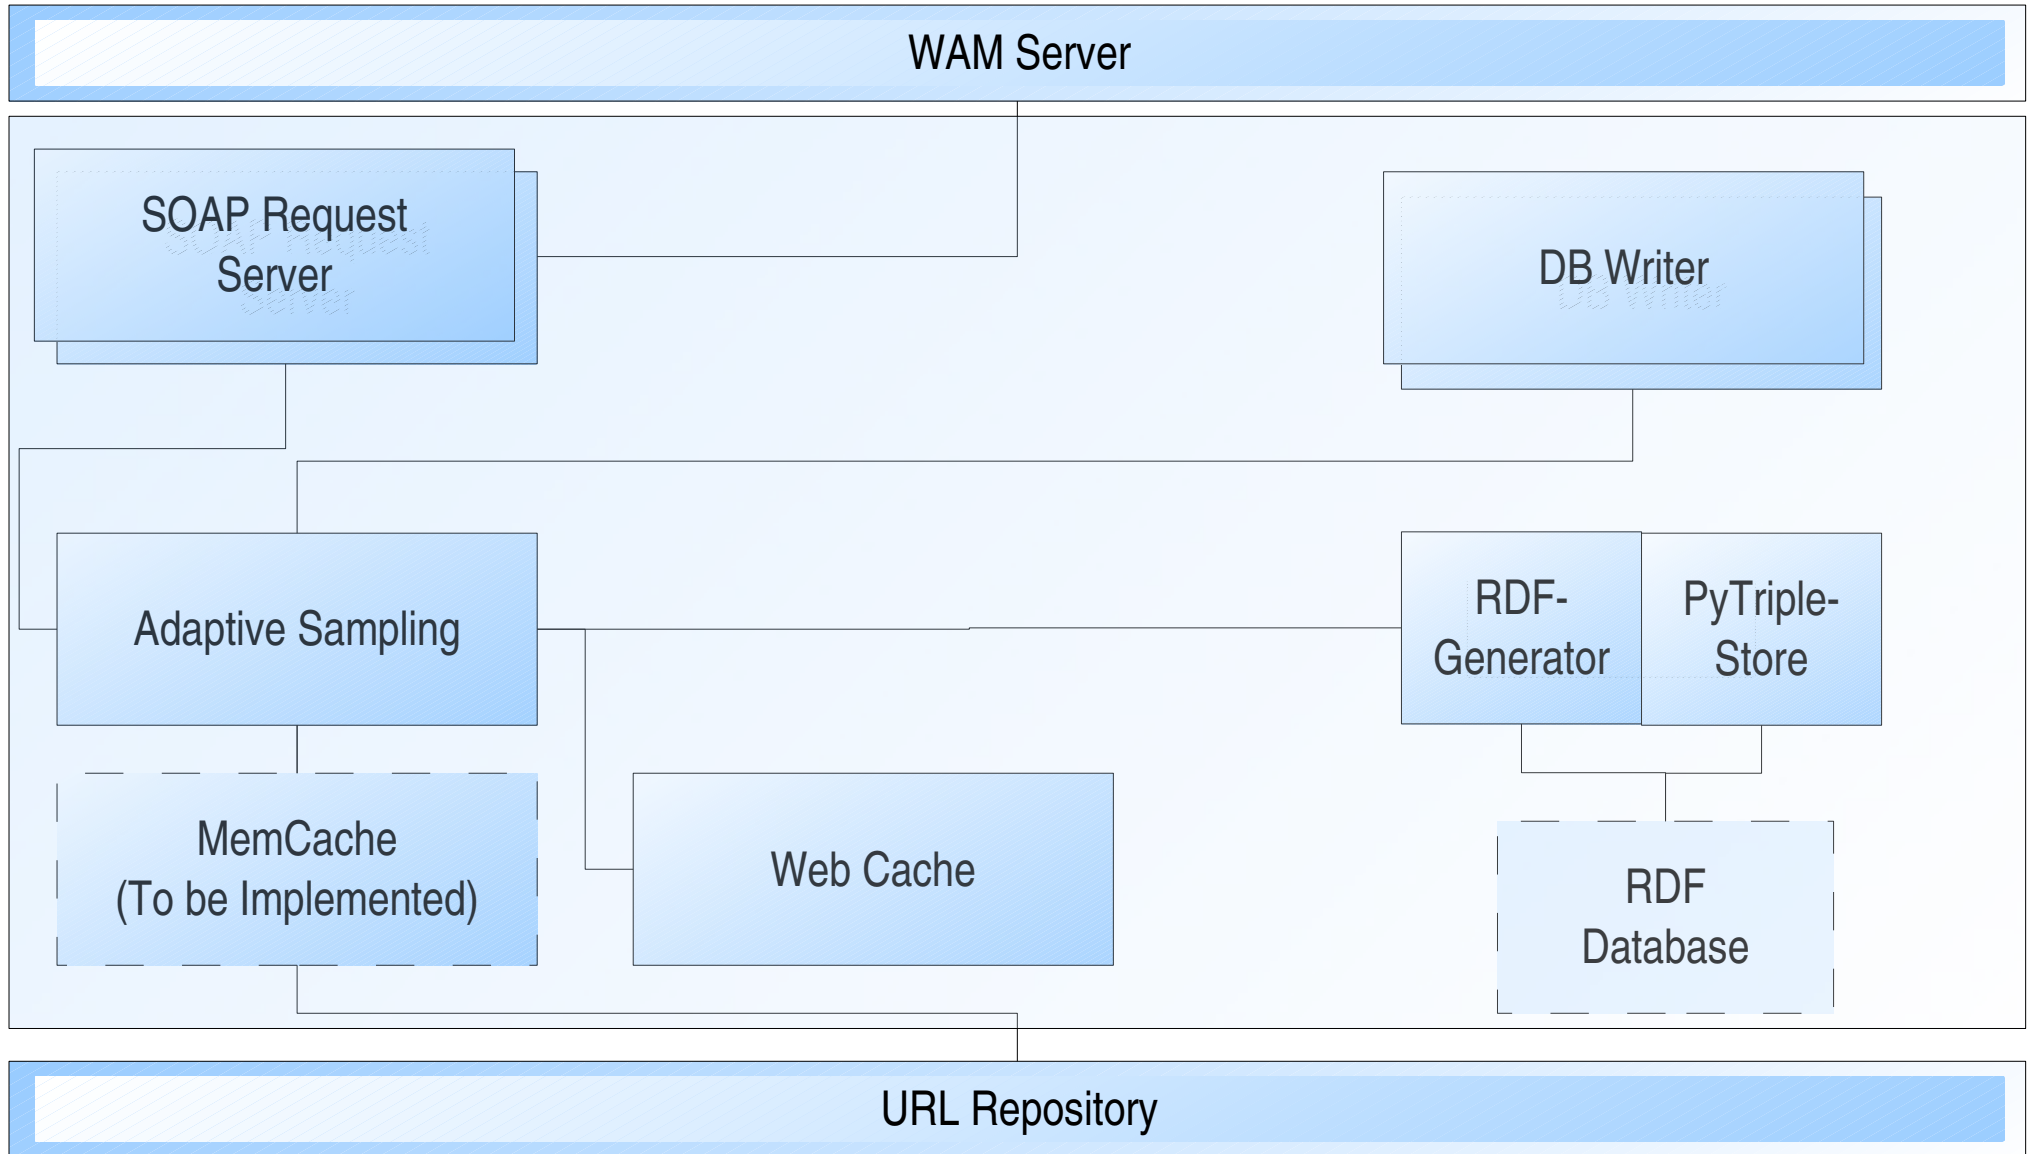 WAM Server
SOAP Request
Server
DB Writer
Adaptive Sampling
RDF-
Generator
PyTriple-
Store
MemCache
(To be Implemented)
Web Cache
RDF
Database
URL Repository